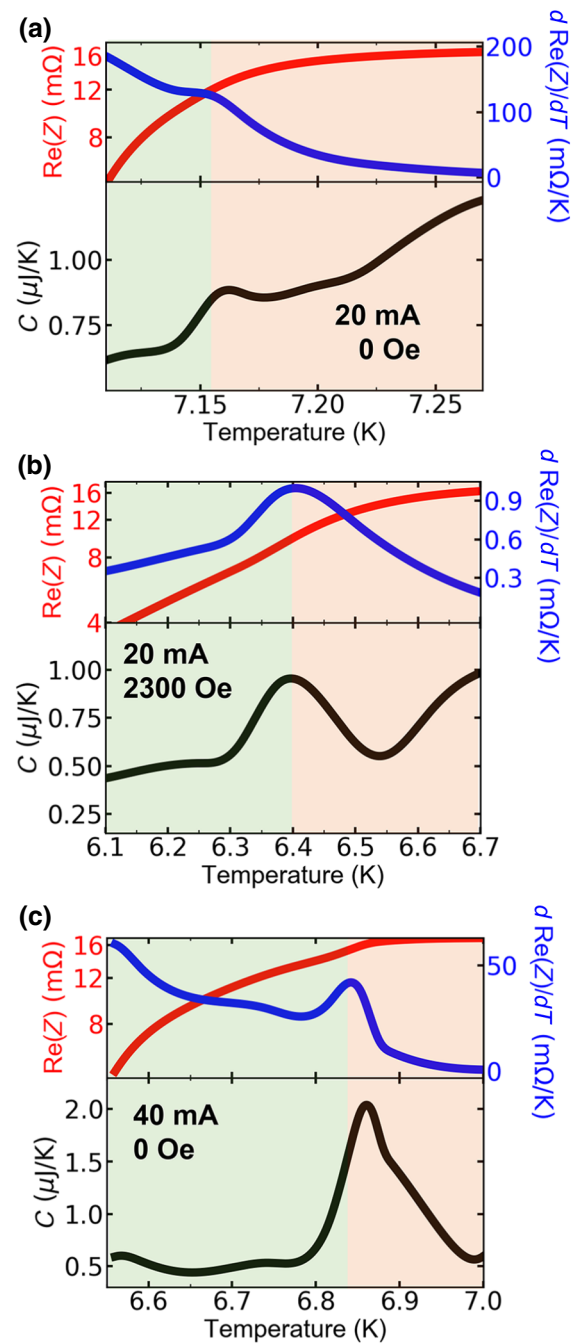 (a)
16
12
8
Re(Z) (mΩ)
200
100
0
d Re(Z)/dT (mΩ/K)
1.00
0.75
C (μJ/K)
20 mA
0 Oe
7.15 7.20 7.25
Temperature (K)
(b)
16
12
8
4
Re(Z) (mΩ)
0.9
0.6
0.3
d Re(Z)/dT (mΩ/K)
20 mA
2300 Oe
1.00
0.75
0.50
0.25
C (μJ/K)
6.1 6.2 6.3 6.4 6.5 6.6 6.7
Temperature (K)
(c)
16
12
8
Re(Z) (mΩ)
50
0
d Re(Z)/dT (mΩ/K)
40 mA
0 Oe
2.0
1.5
1.0
0.5
C (μJ/K)
6.6 6.7 6.8 6.9 7.0
Temperature (K)